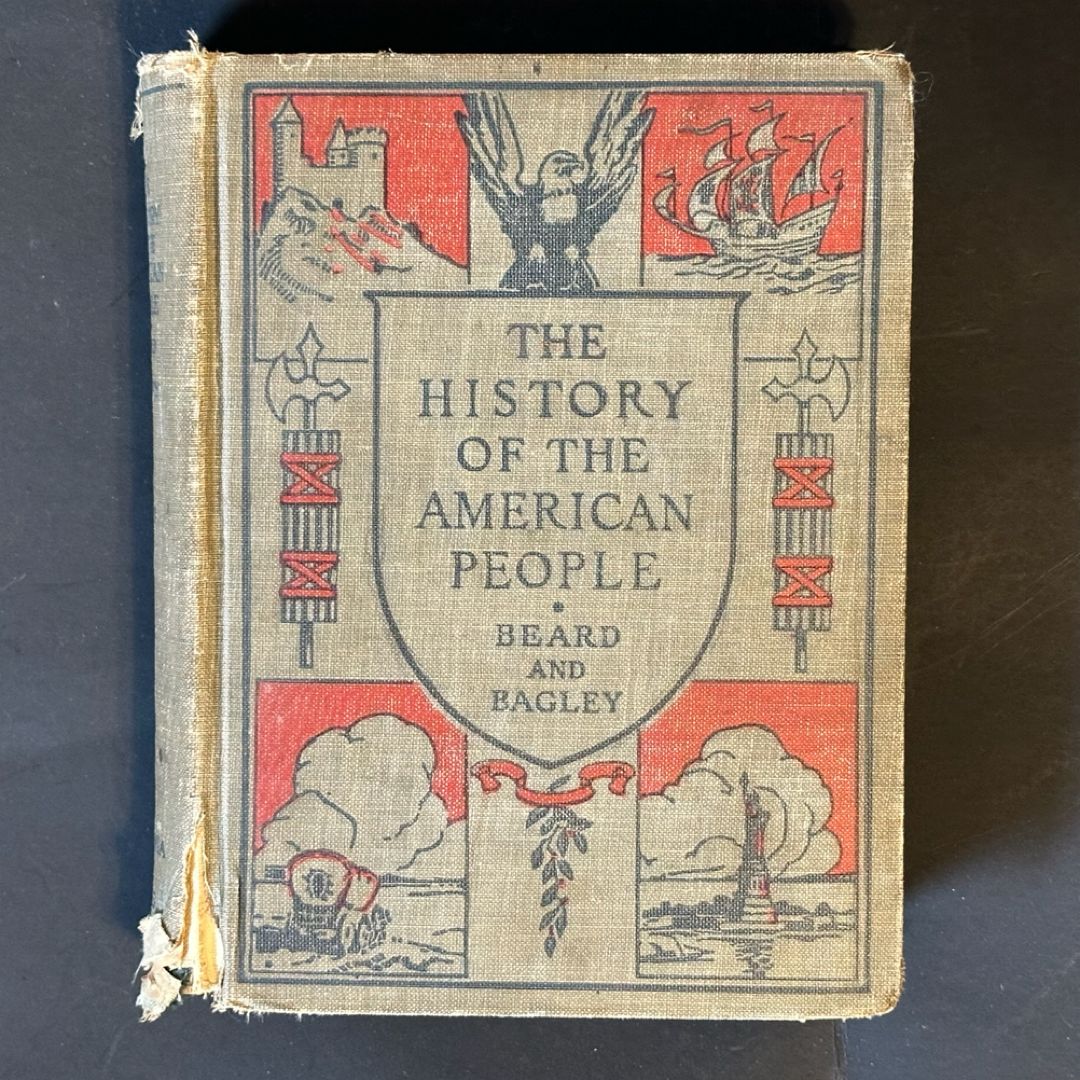 THE
HISTORY
OF THE
AMERICAN
PEOPLE
•
BEARD
AND
BAGLEY